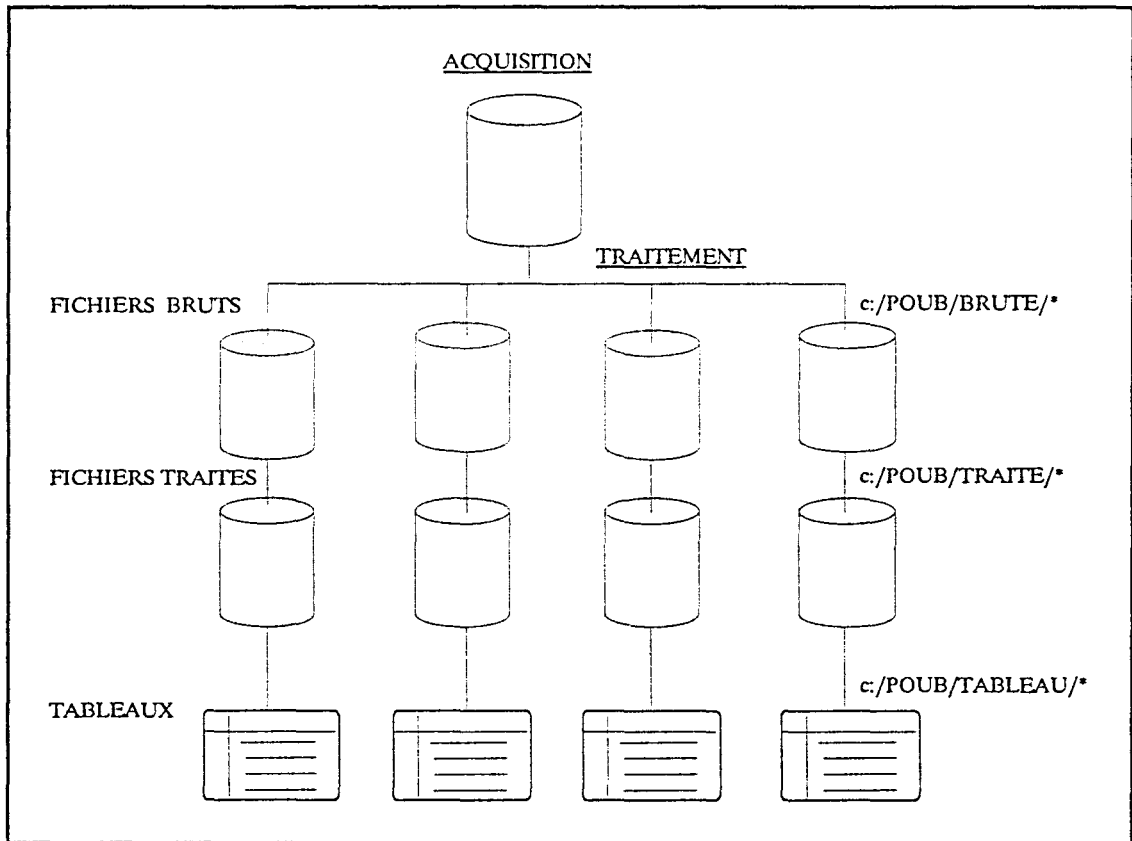 ACQUISITION
TRAITEMENT
FICHIERS BRUTS
c:/POUB/BRUTE/*
FICHIERS TRAITES
c:/POUB/TRAITE/*
c:/POUB/TABLEAU/*
TABLEAUX